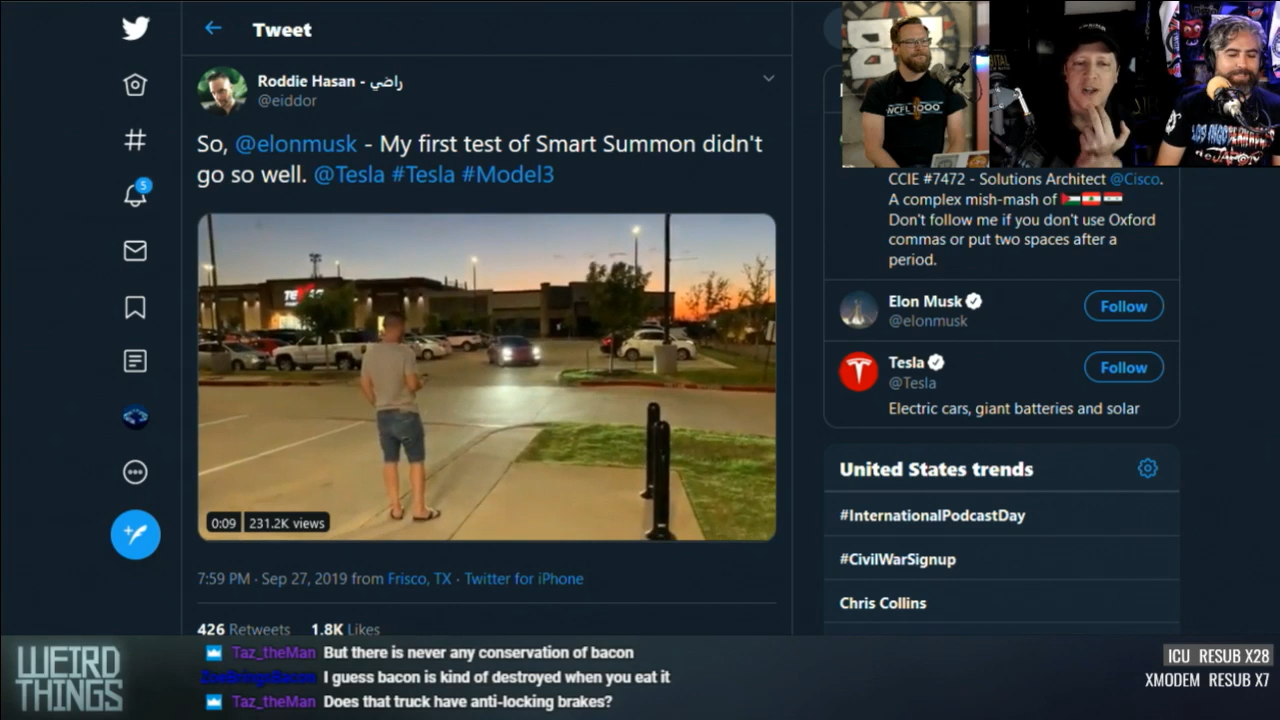 Tweet
Roddie Hasan - راضي
@eiddor
So, @elonmusk - My first test of Smart Summon didn't
go so well. @Tesla #Tesla #Model3
0:09 231.2K views
7:59 PM · Sep 27, 2019 from Frisco, TX · Twitter for iPhone
426 Retweets 1.8K Likes
5
WCFL 1000
CCIE #7472 - Solutions Architect @Cisco.
A complex mish-mash of
Don't follow me if you don't use Oxford
commas or put two spaces after a
period.
Elon Musk
@elonmusk
Follow
Tesla
@Tesla
Follow
Electric cars, giant batteries and solar
United States trends
#InternationalPodcastDay
#CivilWarSignup
Chris Collins
WEIRD
THINGS
Taz_theMan But there is never any conservation of bacon
ZoeBringsBacon I guess bacon is kind of destroyed when you eat it
Taz_theMan Does that truck have anti-locking brakes?
ICU RESUB X28
XMODEM RESUB X7